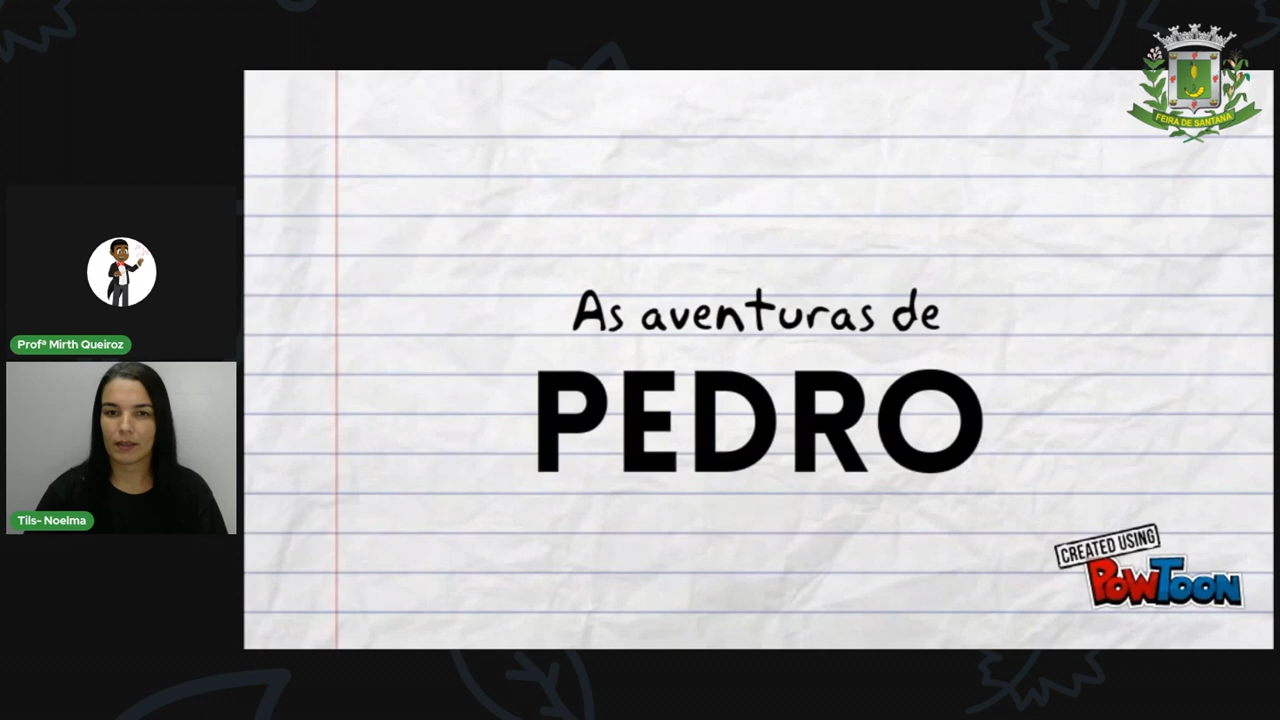 FEIRA DE SANTANA
Profª Mirth Queiroz
Tils- Noelma
As aventuras de
PEDRO
CREATED USING
POWTOON